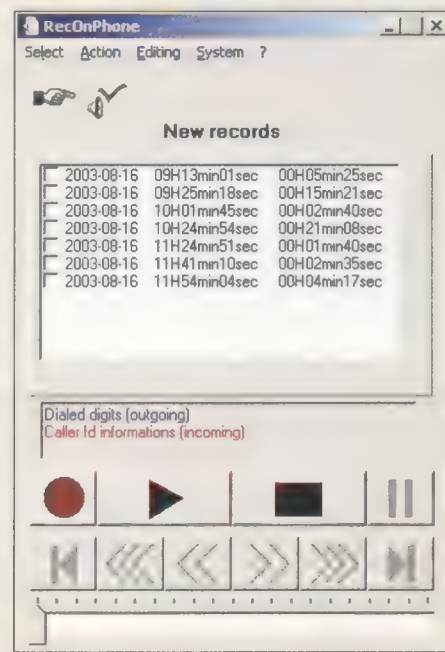 RecOnPhone
Select Action Editing System ?
New records
2003-08-16 09H13min01sec 00H05min25sec
2003-08-16 09H25min18sec 00H15min21sec
2003-08-16 10H01min45sec 00H02min40sec
2003-08-16 10H24min54sec 00H21min08sec
2003-08-16 11H24min51sec 00H01min40sec
2003-08-16 11H41min10sec 00H02min35sec
2003-08-16 11H54min04sec 00H04min17sec
Dialed digits (outgoing)
Caller Id informations (incoming)